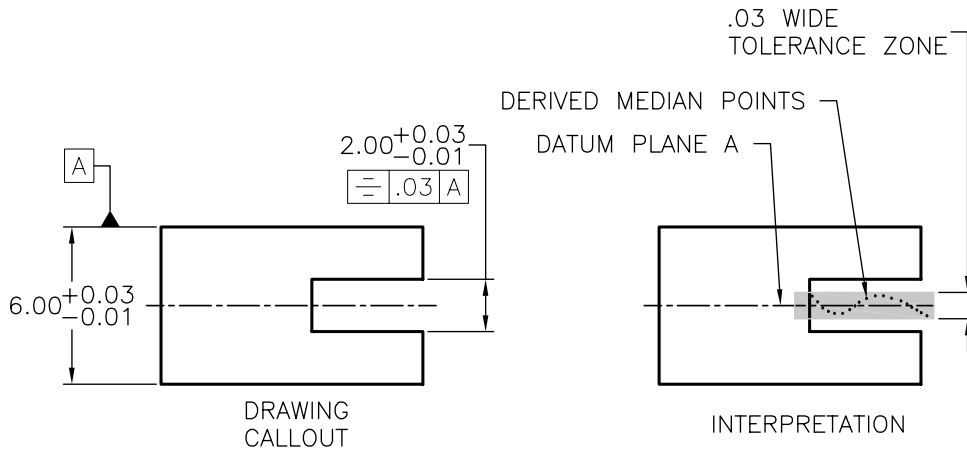 .03 WIDE
TOLERANCE ZONE
DERIVED MEDIAN POINTS
DATUM PLANE A
2.00 +0.03
-0.01
⌯ .03 A
A
6.00 +0.03
-0.01
DRAWING
CALLOUT
INTERPRETATION